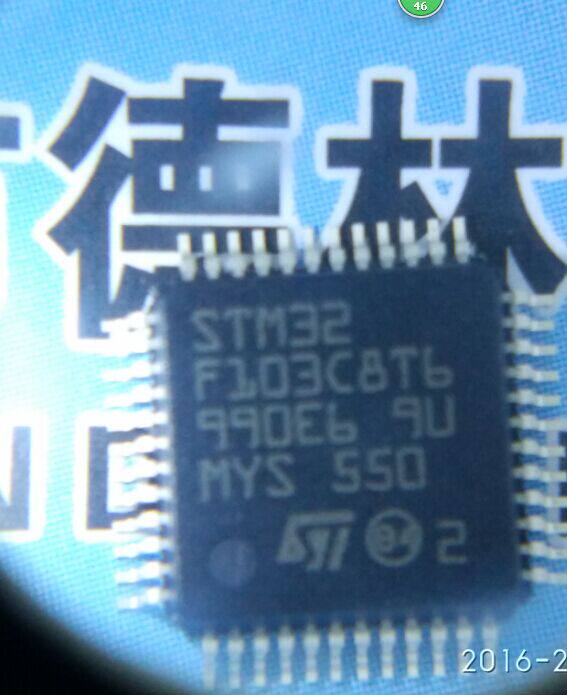 46
德林
STM32
F103C8T6
990E6 9U
MYS 550
ST e4 2
2016-2